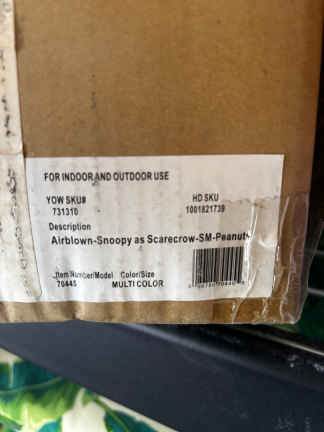 FOR INDOOR AND OUTDOOR USE
YOW SKU# HD SKU
731310 1001821739
Description
Airblown-Snoopy as Scarecrow-SM-Peanuts
Item Number/Model Color/Size
70445 MULTI COLOR